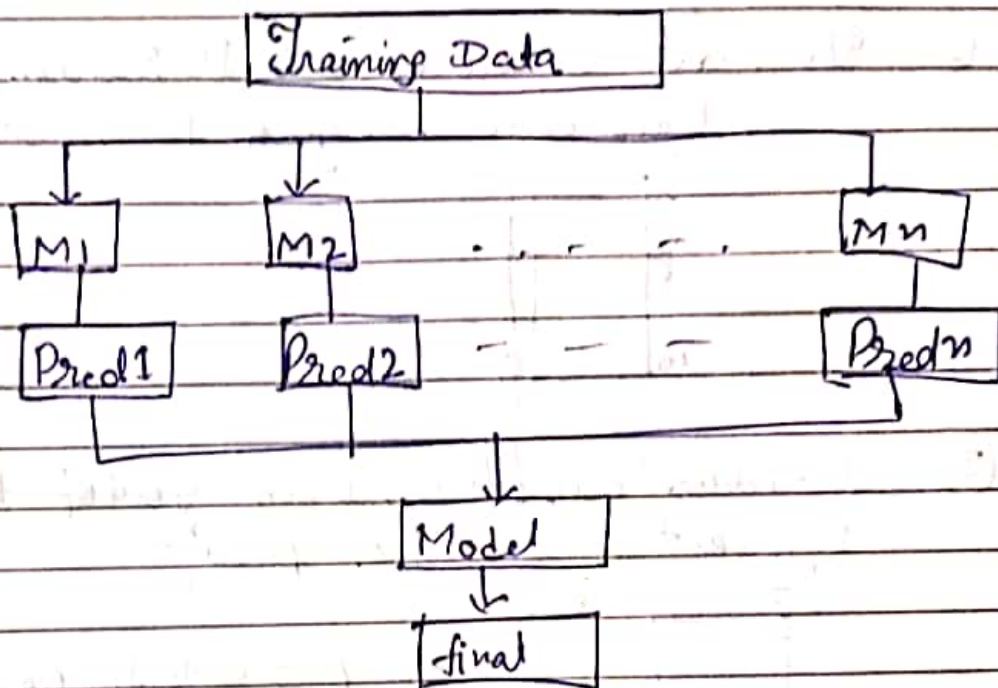 Training Data
M1 M2 Mn
Pred1 Pred2 Predn
Model
final